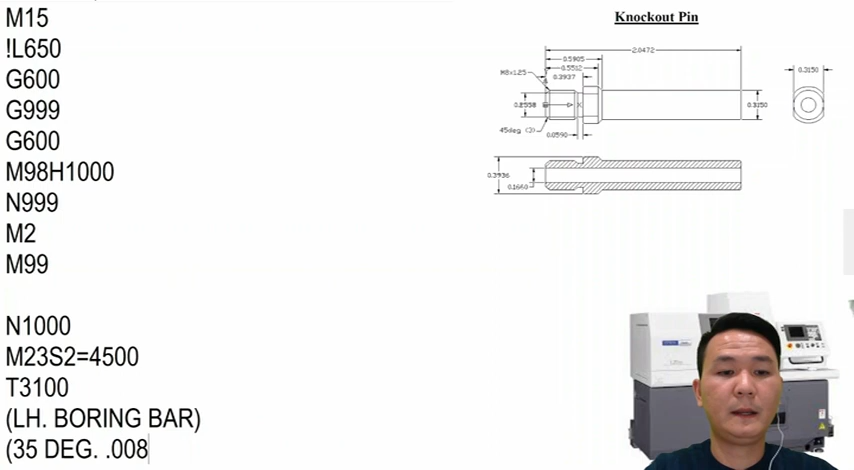 M15
!L650
G600
G999
G600
M98H1000
N999
M2
M99
N1000
M23S2=4500
T3100
(LH. BORING BAR)
(35 DEG. .008
Knockout Pin
2.0472
0.5905
0.5512
0.3937
M8x1.25
0.2558
X
45deg (3)
0.0590
0.3150
0.3150
0.3936
0.1660